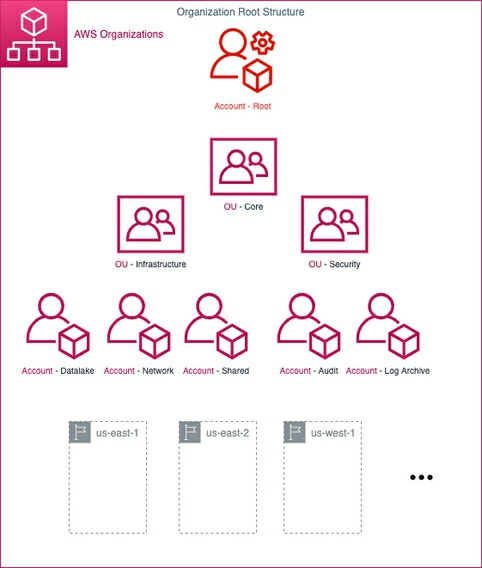 Organization Root Structure
AWS Organizations
Account - Root
OU - Core
OU - Infrastructure
OU - Security
Account - Datalake
Account - Network
Account - Shared
Account - Audit
Account - Log Archive
us-east-1
us-east-2
us-west-1
...